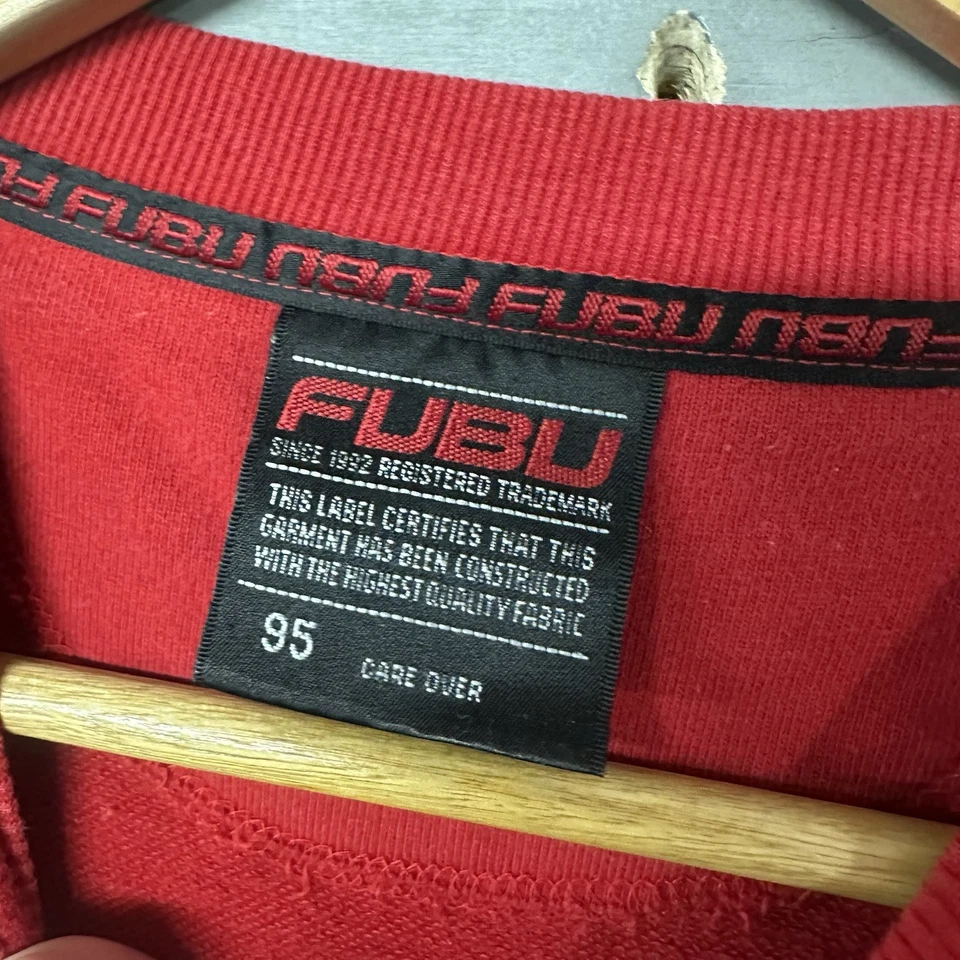 FUBU FUBU FUBU FUBU
FUBU
SINCE 1992 REGISTERED TRADEMARK
THIS LABEL CERTIFIES THAT THIS
GARMENT HAS BEEN CONSTRUCTED
WITH THE HIGHEST QUALITY FABRIC
95
CARE OVER